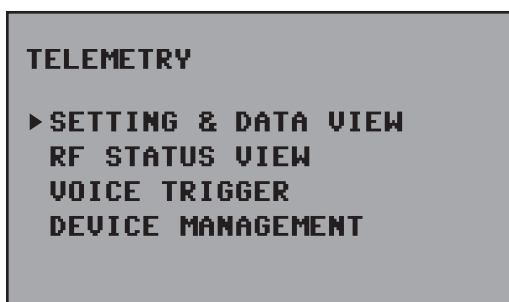 TELEMETRY
▶SETTING & DATA VIEW
RF STATUS VIEW
VOICE TRIGGER
DEVICE MANAGEMENT